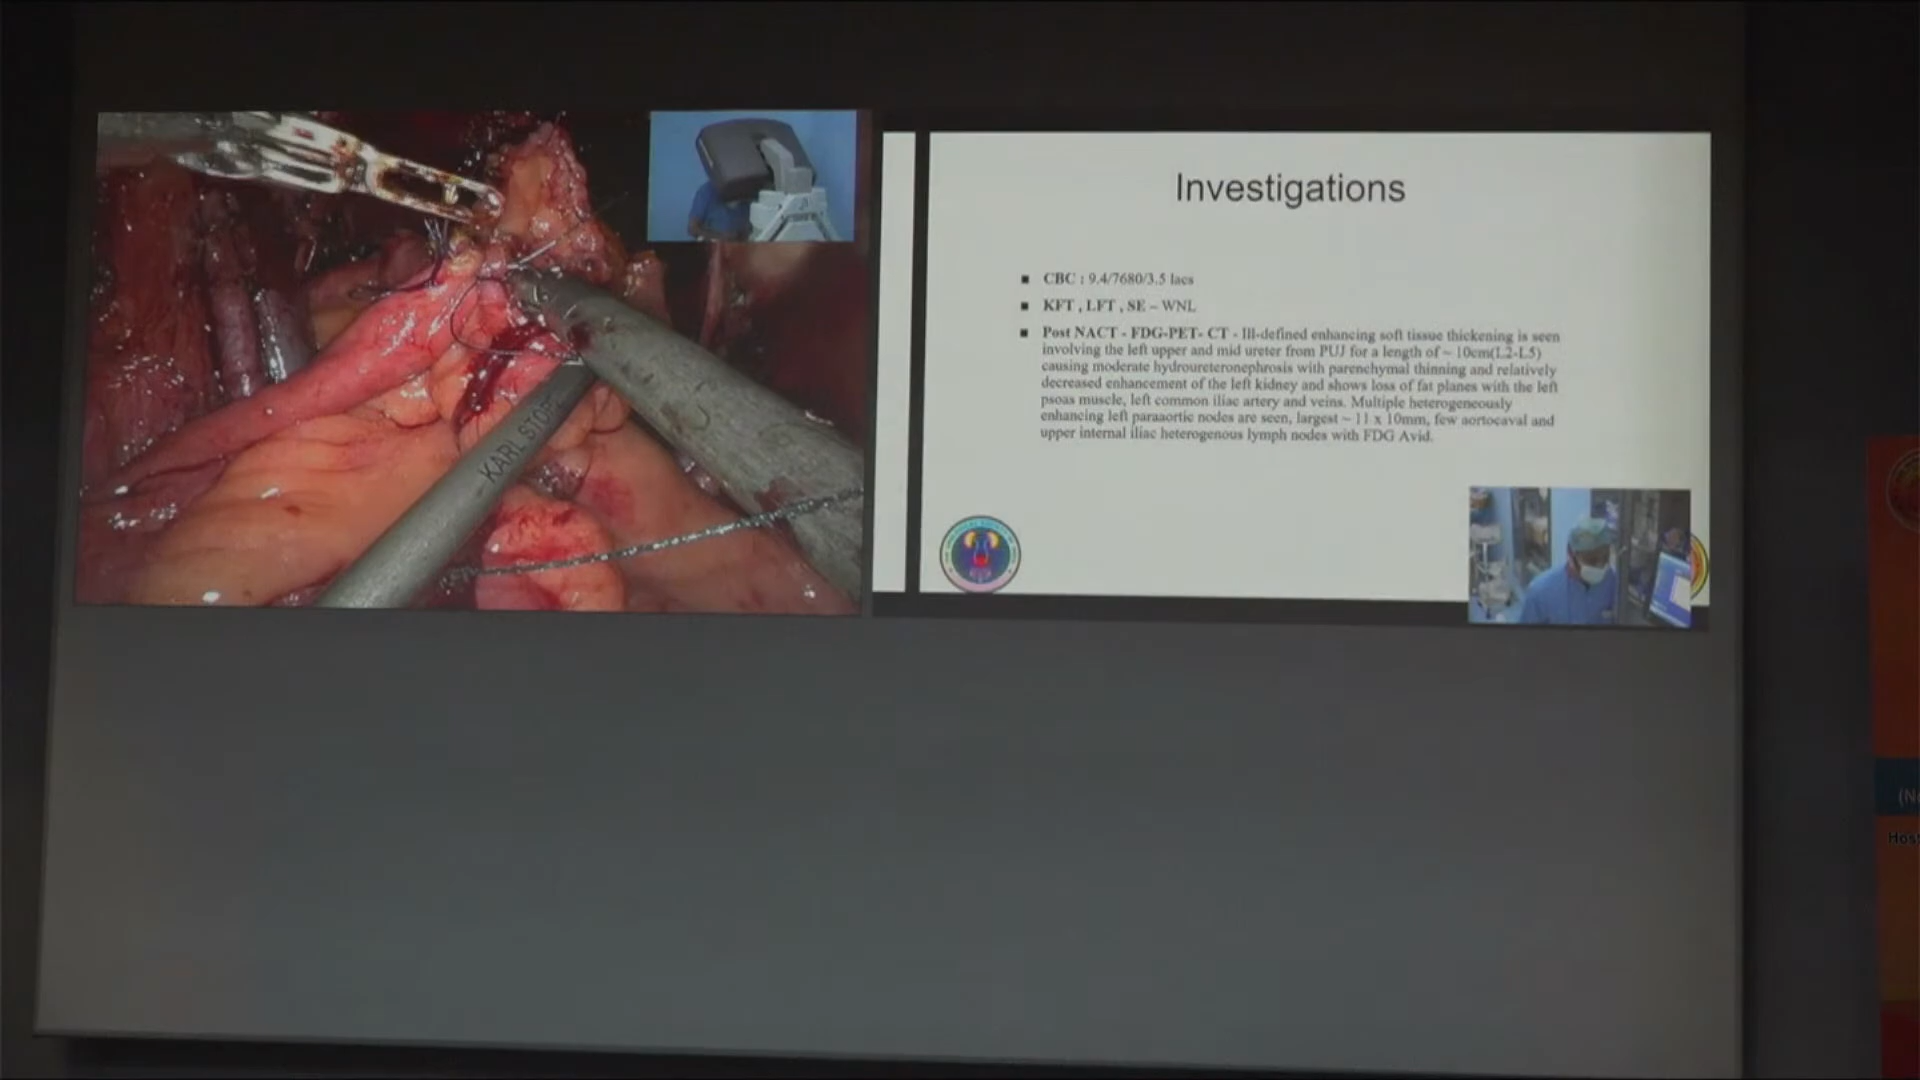 KARL STOR
Investigations
CBC : 9.4/7680/3.5 lacs
KFT , LFT , SE – WNL
Post NACT - FDG-PET- CT - Ill-defined enhancing soft tissue thickening is seen
involving the left upper and mid ureter from PUJ for a length of ~ 10cm(L2-L5)
causing moderate hydroureteronephrosis with parenchymal thinning and relatively
decreased enhancement of the left kidney and shows loss of fat planes with the left
psoas muscle, left common iliac artery and veins. Multiple heterogeneously
enhancing left paraaortic nodes are seen, largest ~ 11 x 10mm, few aortocaval and
upper internal iliac heterogenous lymph nodes with FDG Avid.
(N
Host